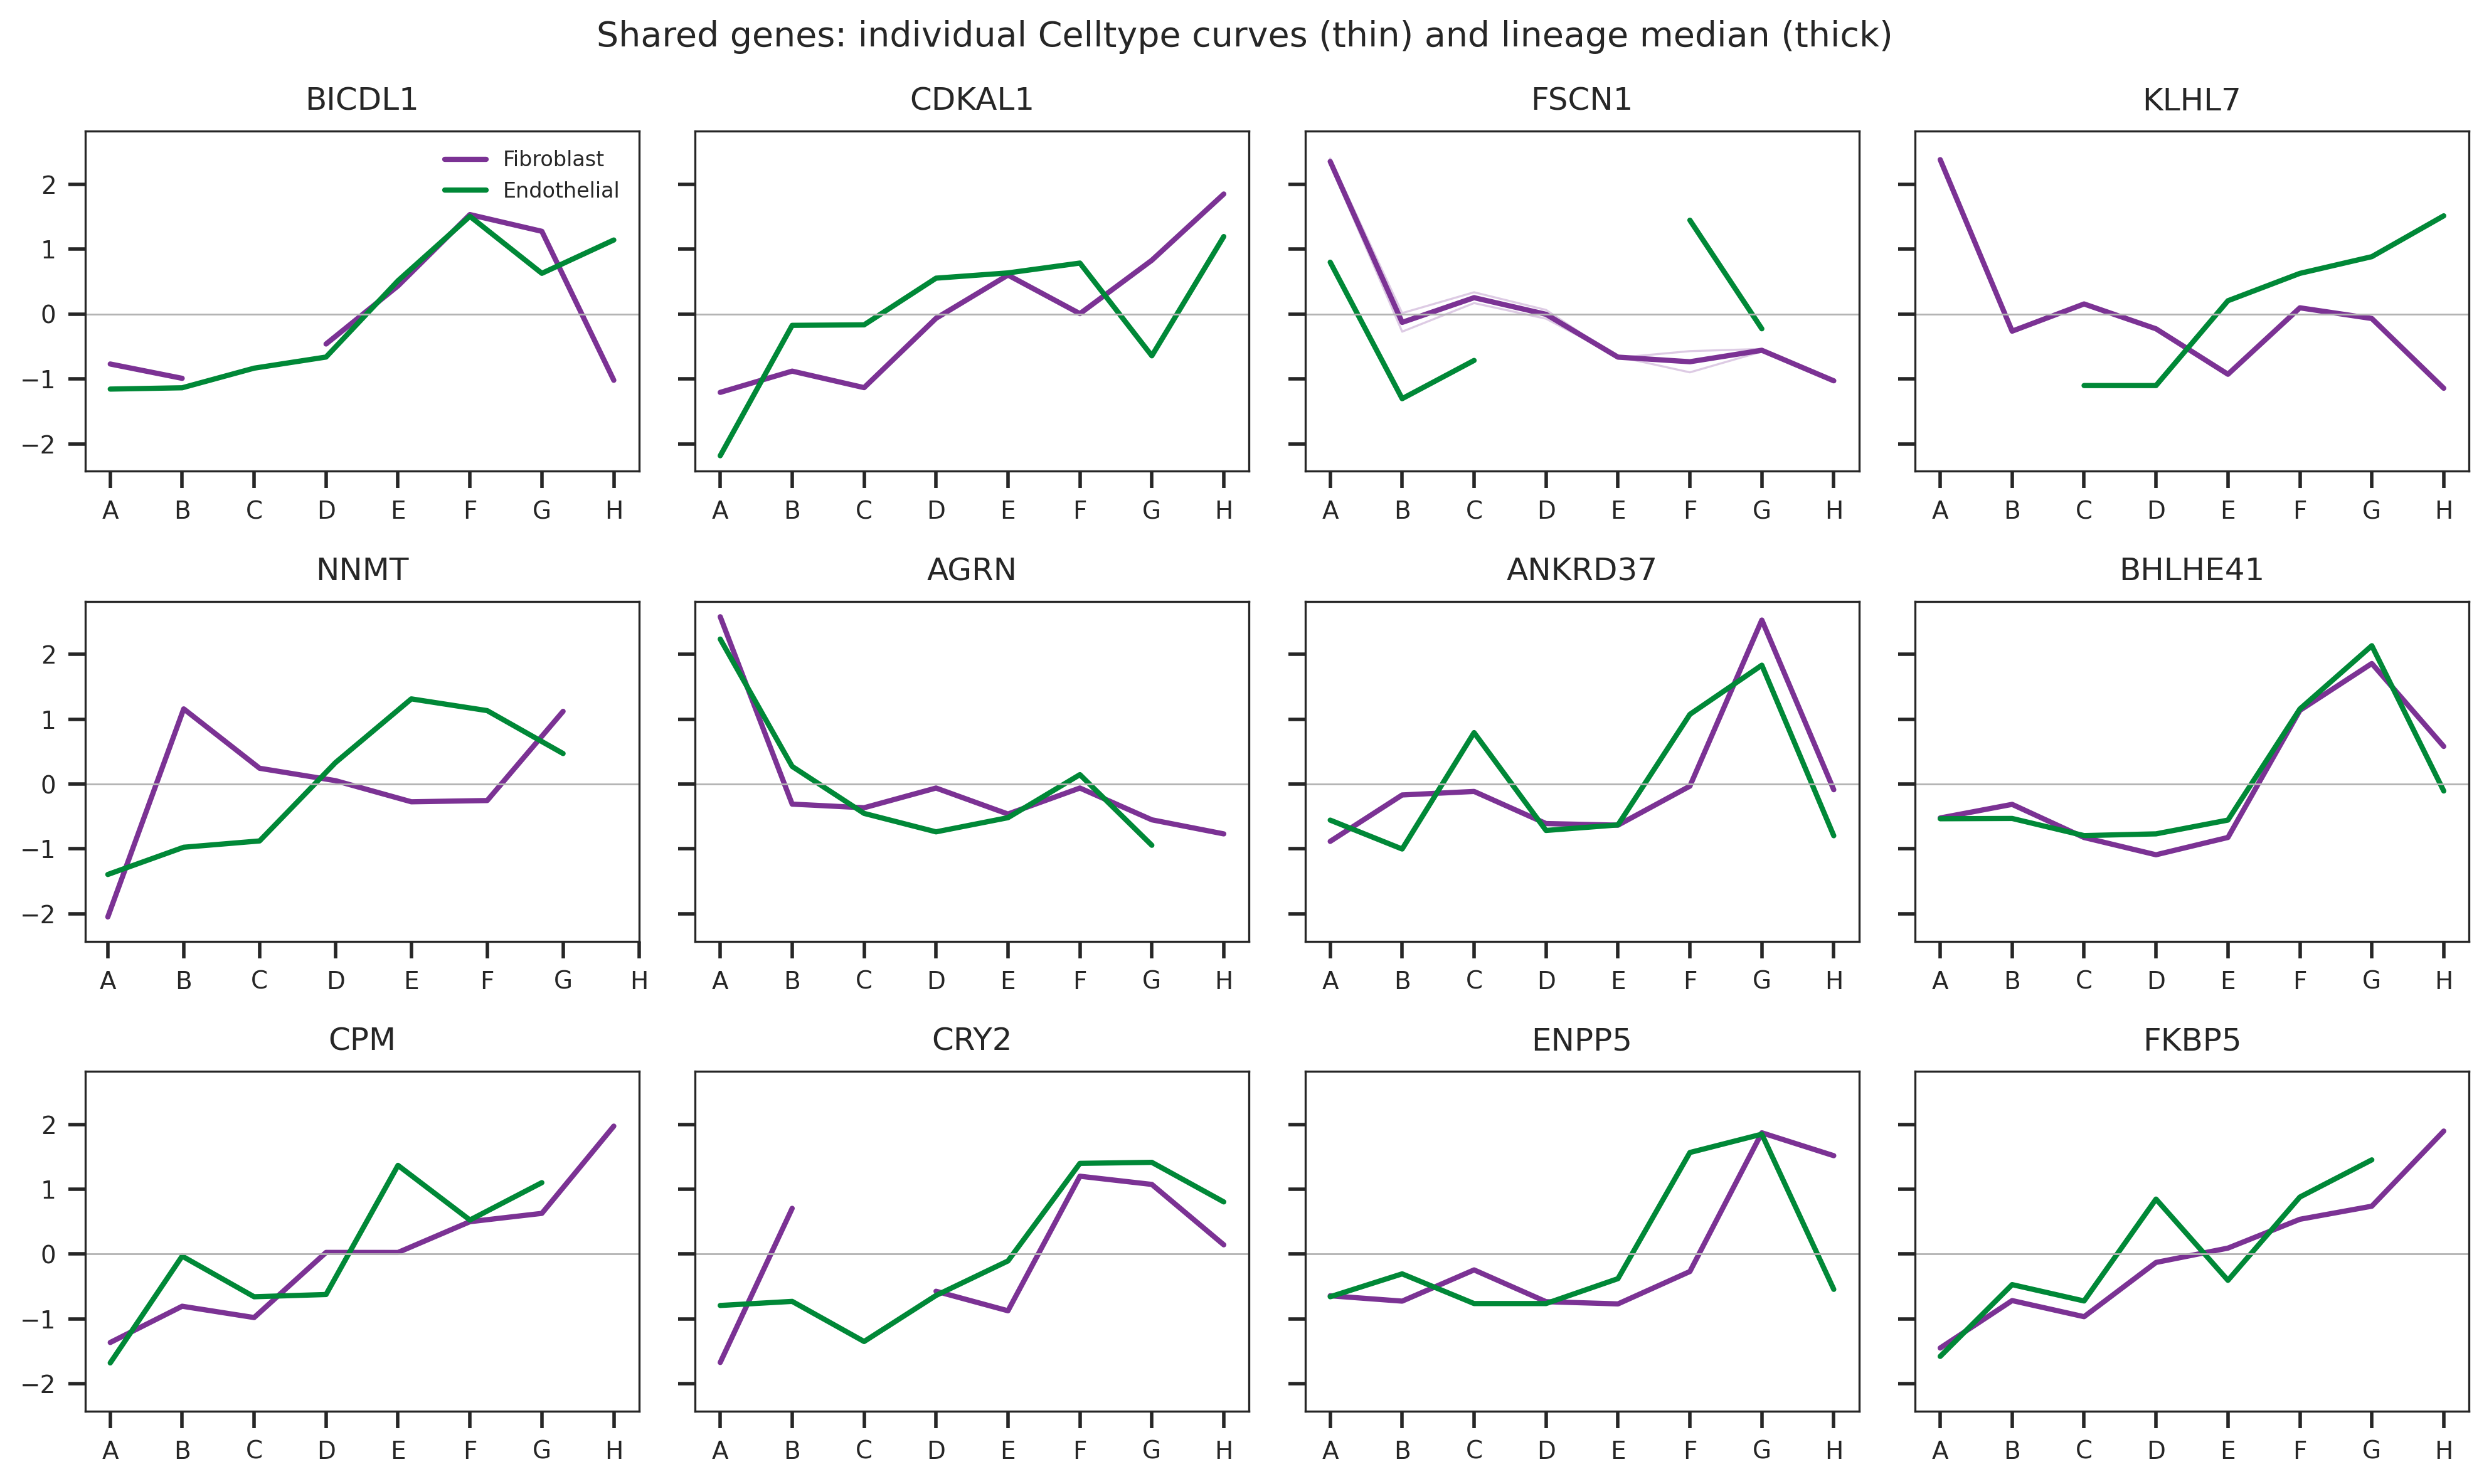 Shared genes: individual Celltype curves (thin) and lineage median (thick)
BICDL1
CDKAL1
FSCN1
KLHL7
Fibroblast
Endothelial
2
1
0
−1
−2
A B C D E F G H
A B C D E F G H
A B C D E F G H
A B C D E F G H
NNMT
AGRN
ANKRD37
BHLHE41
2
1
0
−1
−2
A B C D E F G H
A B C D E F G H
A B C D E F G H
A B C D E F G H
CPM
CRY2
ENPP5
FKBP5
2
1
0
−1
−2
A B C D E F G H
A B C D E F G H
A B C D E F G H
A B C D E F G H